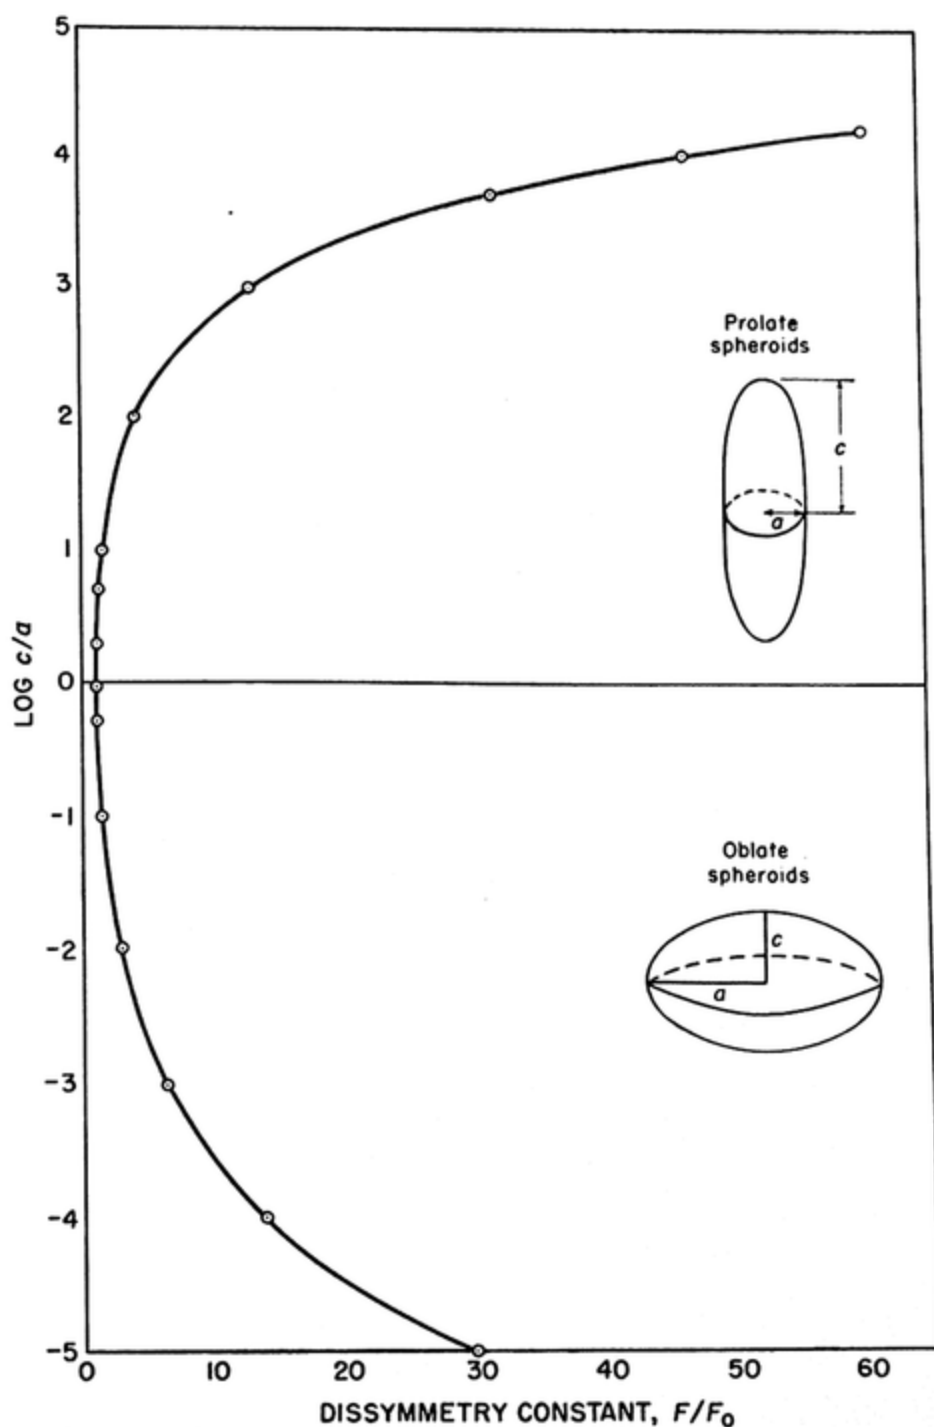 5
4
3
2
1
0
-1
-2
-3
-4
-5
LOG c/a
Prolate
spheroids
c
a
Oblate
spheroids
c
a
0 10 20 30 40 50 60
DISSYMMETRY CONSTANT, F/F₀